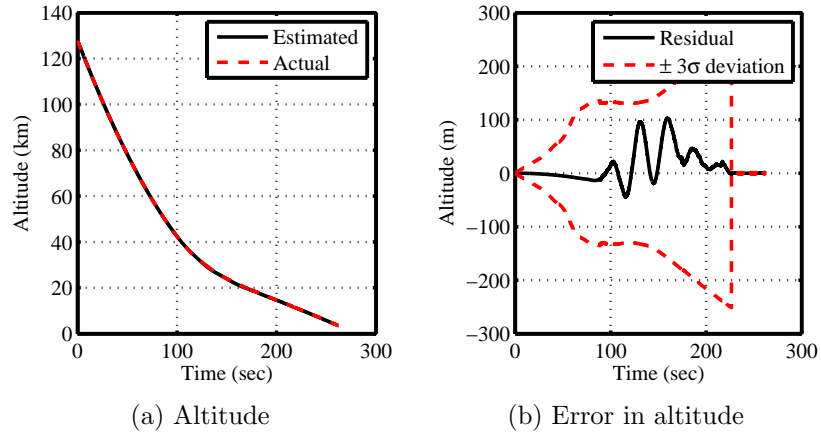 140
120
100
80
60
40
20
0
Altitude (km)
Estimated
Actual
0
100
200
300
Time (sec)
(a) Altitude
300
200
100
0
−100
−200
−300
Altitude (m)
Residual
± 3σ deviation
0
100
200
300
Time (sec)
(b) Error in altitude